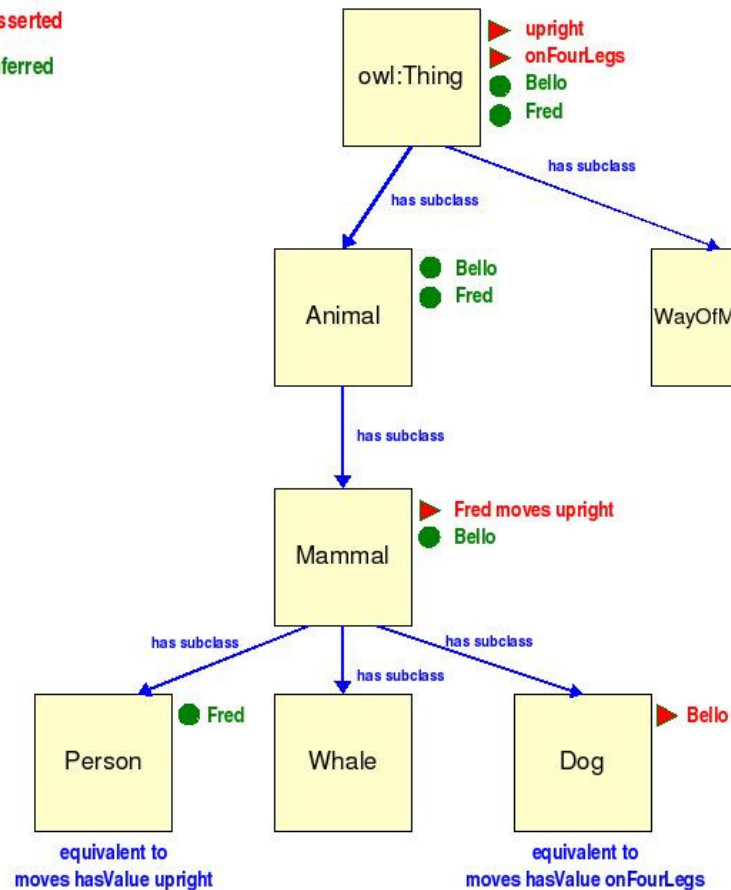 sserted
ferred
owl:Thing
upright
onFourLegs
Bello
Fred
has subclass
has subclass
Animal
Bello
Fred
WayOfM
has subclass
Mammal
Fred moves upright
Bello
has subclass
has subclass
has subclass
Person
Fred
Whale
Dog
Bello
equivalent to
moves hasValue upright
equivalent to
moves hasValue onFourLegs